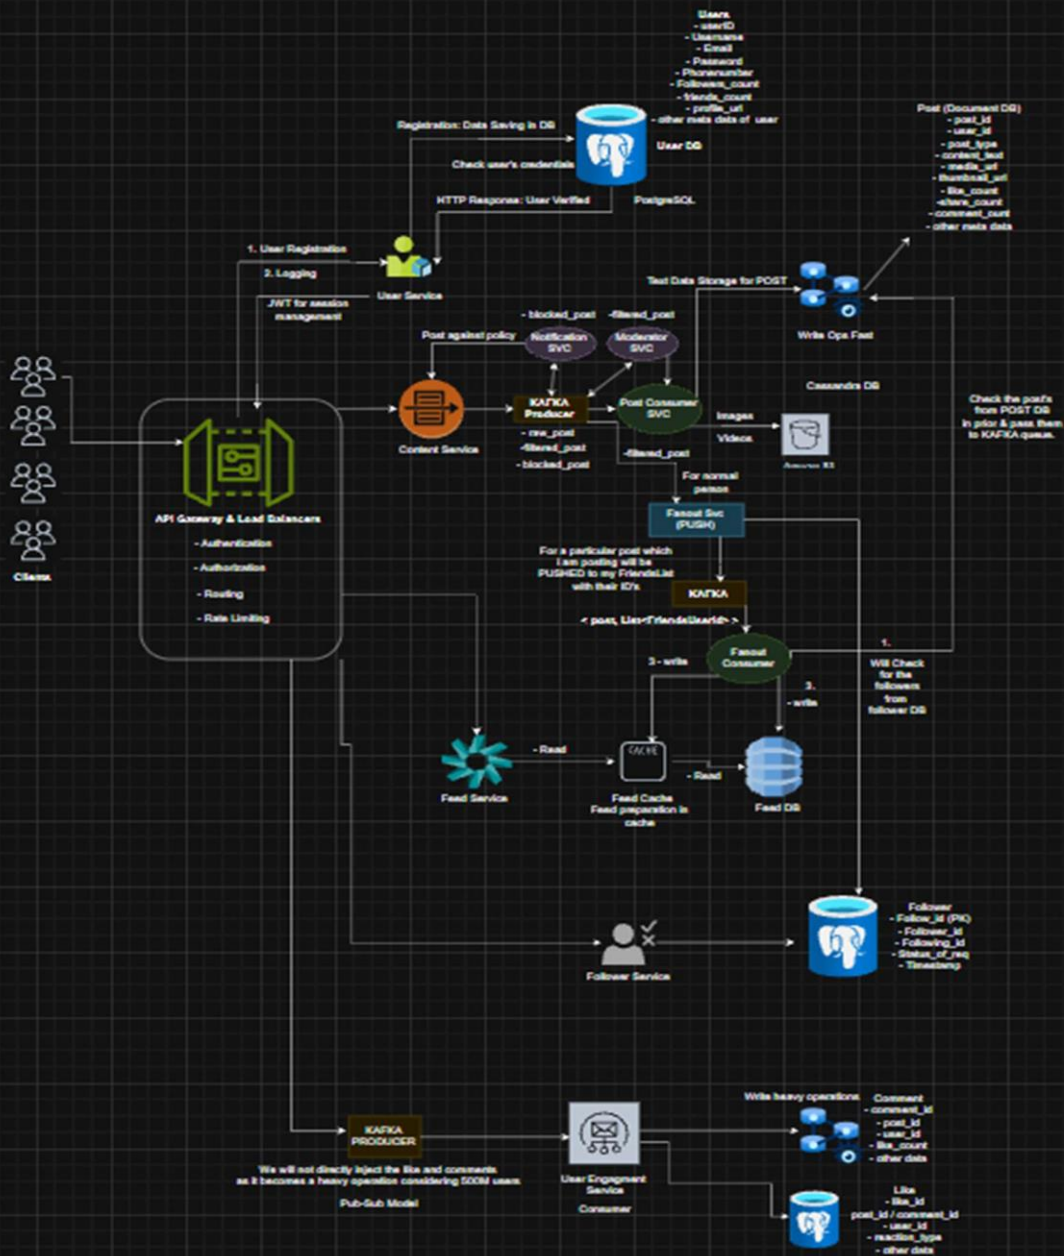 Users
- userID
- Username
- Email
- Password
- Phonenumber
- Followers_count
- friends_count
- profile_url
- other meta data of user
User DB
PostgreSQL
Registration: Data Saving in DB
Check user's credentials
HTTP Response: User Verified
Post (Document DB)
- post_id
- user_id
- post_type
- content_text
- media_url
- thumbnail_url
- like_count
-share_count
- comment_ount
- other meta data
1. User Registration
2. Logging
User Service
JWT for session
management
Text Data Storage for POST
Write Ops Fast
Cassandra DB
- blocked_post
-filtered_post
Post against policy
Notification
SVC
Moderator
SVC
Content Service
KAFKA
Producer
- raw_post
-filtered_post
- blocked_post
Post Consumer
SVC
Images
Videos
Amazon S3
Check the post's
from POST DB
in prior & pass them
to KAFKA queue.
-filtered_post
For normal
person
Clients
API Gateway & Load Balancers
- Authentication
- Authorization
- Routing
- Rate Limiting
Fanout Svc
(PUSH)
For a particular post which
i am posting will be
PUSHED to my FriendsList
with their ID's
KAFKA
< post, List<FriendsUserId> >
Fanout
Consumer
3 - write
3.
- write
1.
Will Check
for the
followers
from
follower DB
Feed Service
- Read
CACHE
Feed Cache
Feed preparation in
cache
- Read
Feed DB
Follower Service
Follower
- Follow_id (PK)
- Follower_id
- Following_id
- Status_of_req
- Timestamp
KAFKA
PRODUCER
We will not directly inject the like and comments
as it becomes a heavy operation considering 500M users
Pub-Sub Model
User Engagment
Service
Consumer
Write heavy operations
Comment
- comment_id
- post_id
- user_id
- like_count
- other data
Like
- like_id
post_id / comment_id
- user_id
- reaction_type
- other data